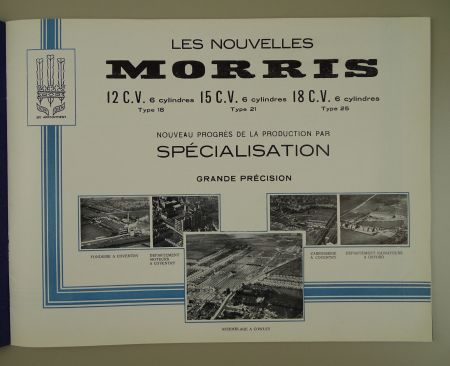 LES NOUVELLES
MORRIS
12 C.V. 6 cylindres 15 C.V. 6 cylindres 18 C.V. 6 cylindres
Type 18 Type 21 Type 25
BY APPOINTMENT
NOUVEAU PROGRÈS DE LA PRODUCTION PAR
SPÉCIALISATION
GRANDE PRÉCISION
FONDERIE A COVENTRY
DÉPARTEMENT
MOTEURS
A COVENTRY
CARROSSERIE
A COVENTRY
DÉPARTEMENT RADIATEURS
A OXFORD
ASSEMBLAGE A COWLEY